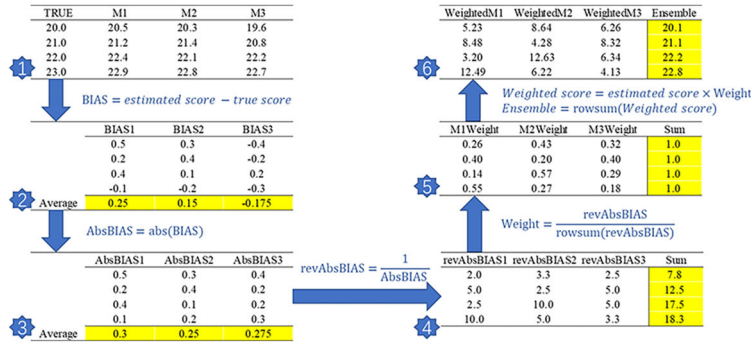 TRUE M1 M2 M3
20.0 20.5 20.3 19.6
21.0 21.2 21.4 20.8
22.0 22.4 22.1 22.2
23.0 22.9 22.8 22.7
1
BIAS = estimated score − true score
BIAS1 BIAS2 BIAS3
0.5 0.3 -0.4
0.2 0.4 -0.2
0.4 0.1 0.2
-0.1 -0.2 -0.3
2
Average 0.25 0.15 -0.175
AbsBIAS = abs(BIAS)
AbsBIAS1 AbsBIAS2 AbsBIAS3
0.5 0.3 0.4
0.2 0.4 0.2
0.4 0.1 0.2
0.1 0.2 0.3
3
Average 0.3 0.25 0.275
revAbsBIAS = 1 / AbsBIAS
revAbsBIAS1 revAbsBIAS2 revAbsBIAS3 Sum
2.0 3.3 2.5 7.8
5.0 2.5 5.0 12.5
2.5 10.0 5.0 17.5
10.0 5.0 3.3 18.3
4
Weight = revAbsBIAS / rowsum(revAbsBIAS)
M1Weight M2Weight M3Weight Sum
0.26 0.43 0.32 1.0
0.40 0.20 0.40 1.0
0.14 0.57 0.29 1.0
0.55 0.27 0.18 1.0
5
Weighted score = estimated score × Weight
Ensemble = rowsum(Weighted score)
WeightedM1 WeightedM2 WeightedM3 Ensemble
5.23 8.64 6.26 20.1
8.48 4.28 8.32 21.1
3.20 12.63 6.34 22.2
12.49 6.22 4.13 22.8
6